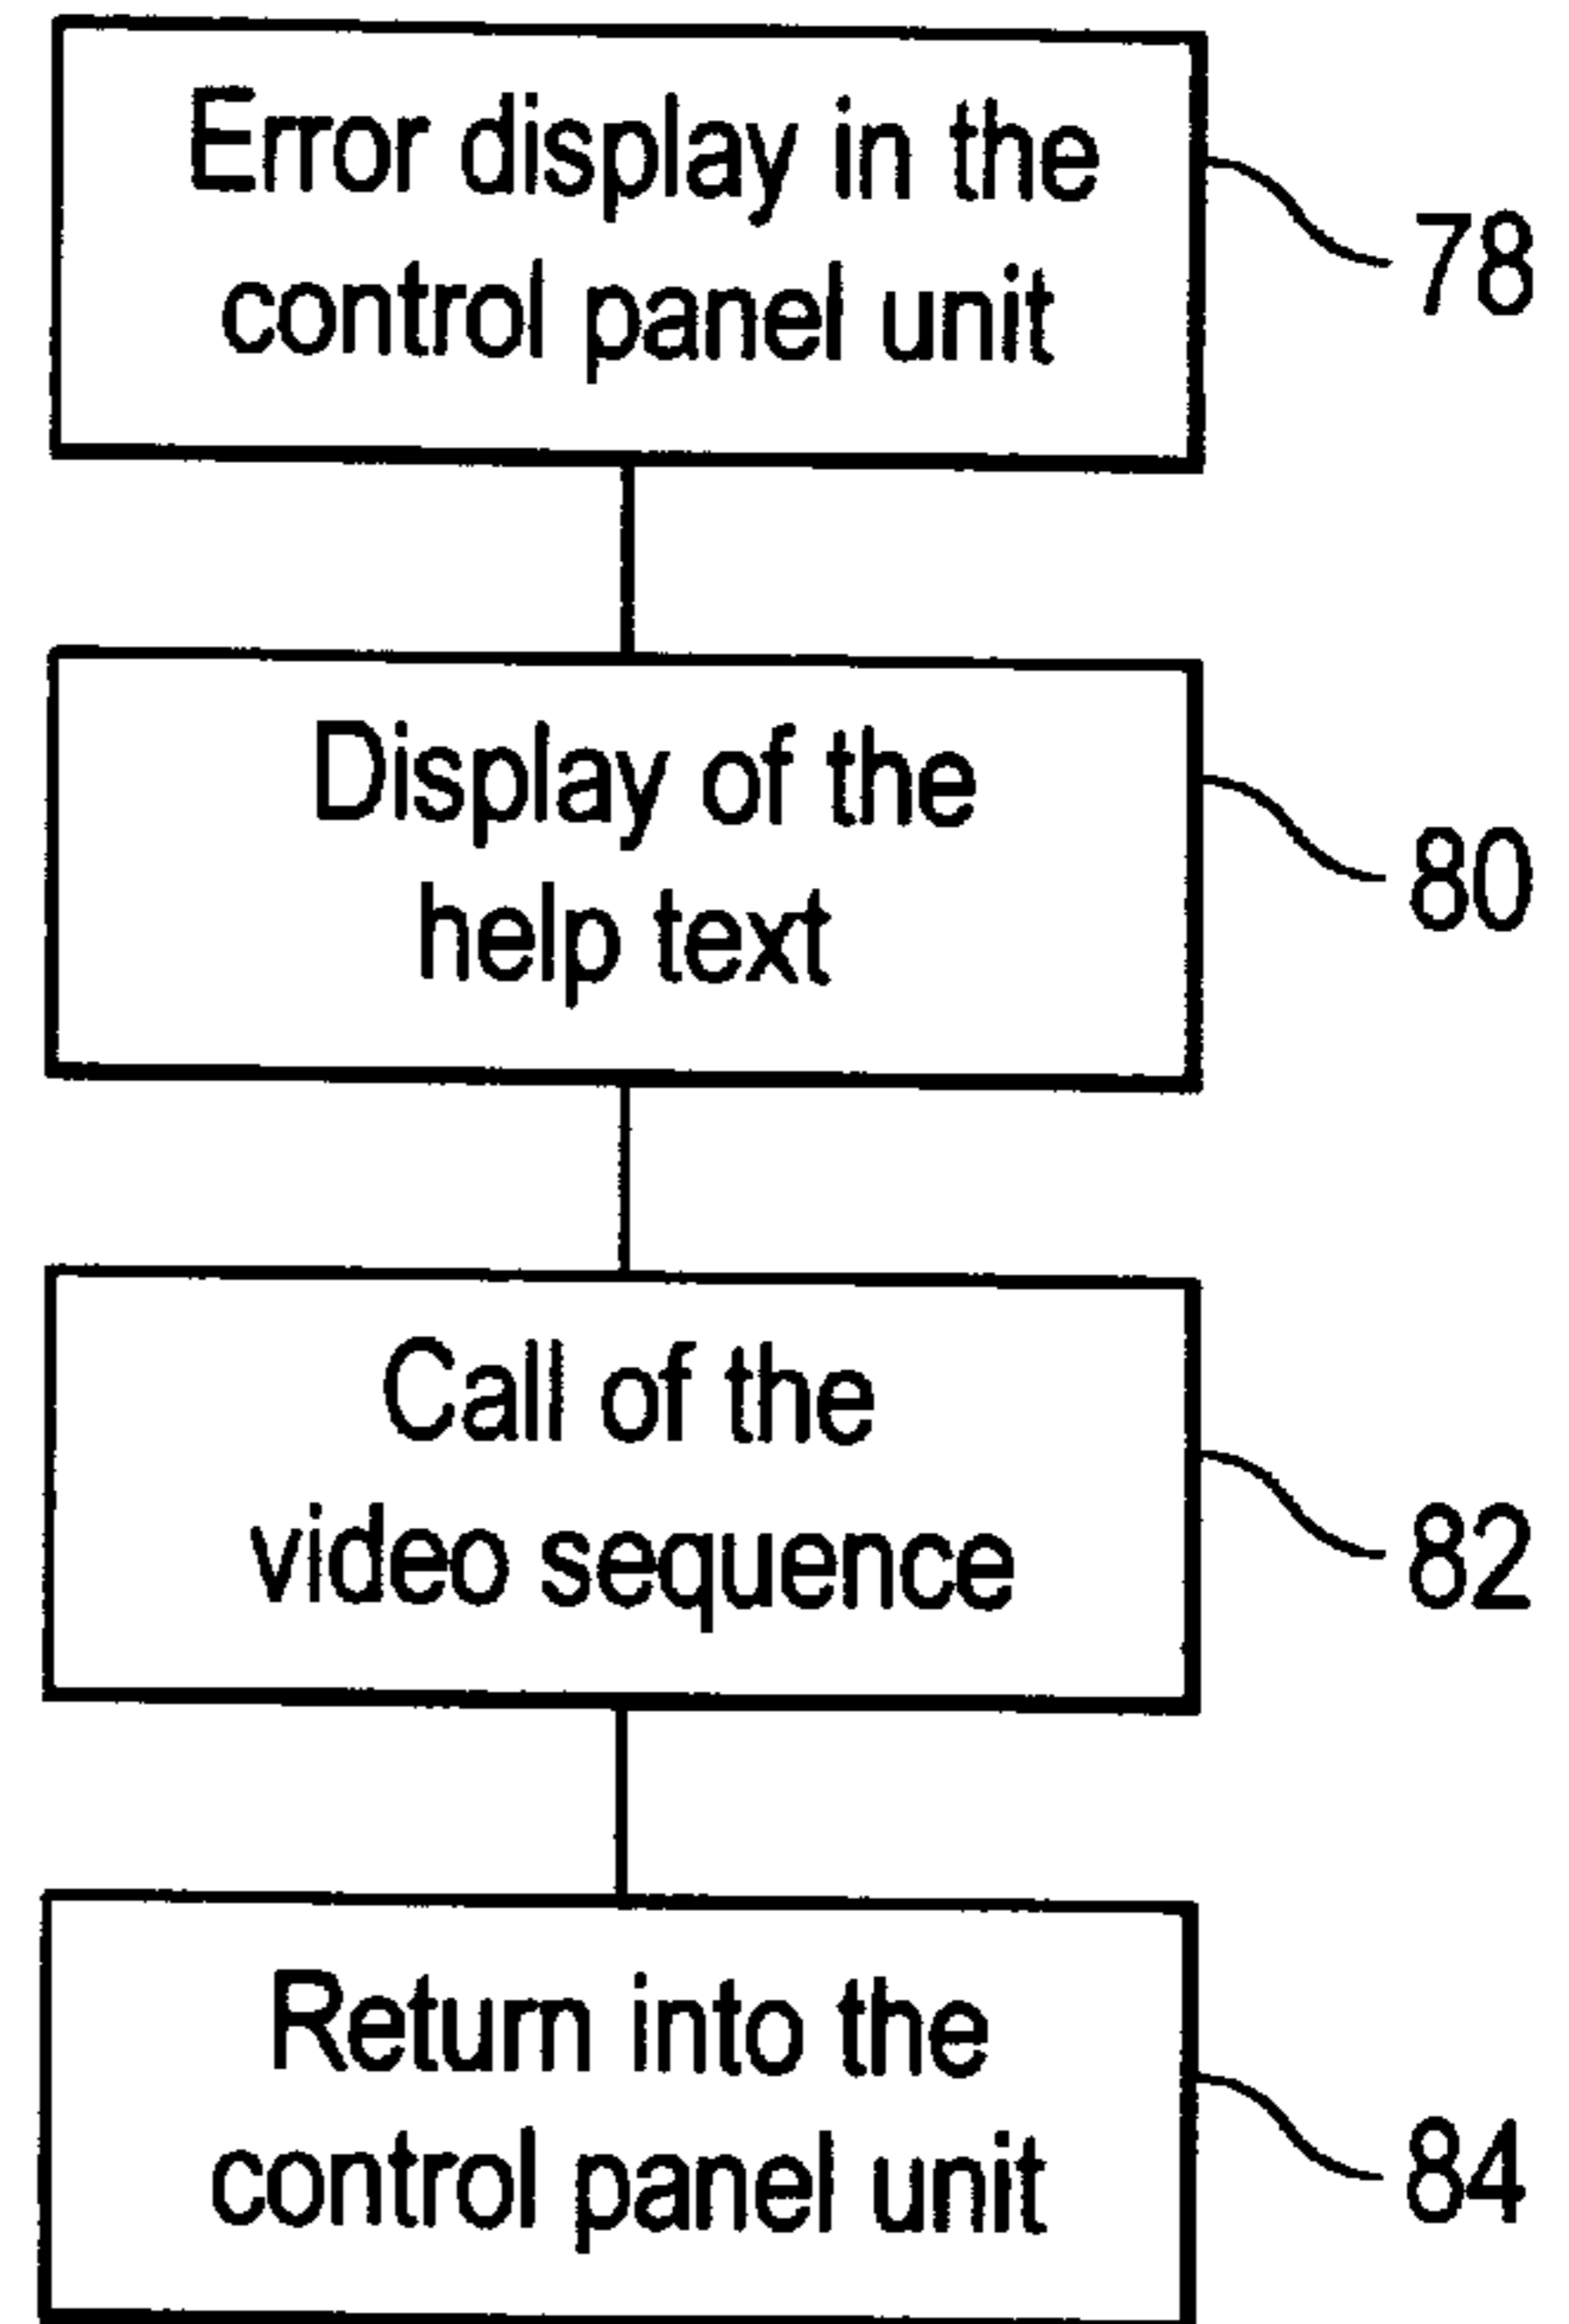 Error display in the
control panel unit
78
Display of the
help text
80
Call of the
video sequence
82
Return into the
control panel unit
84